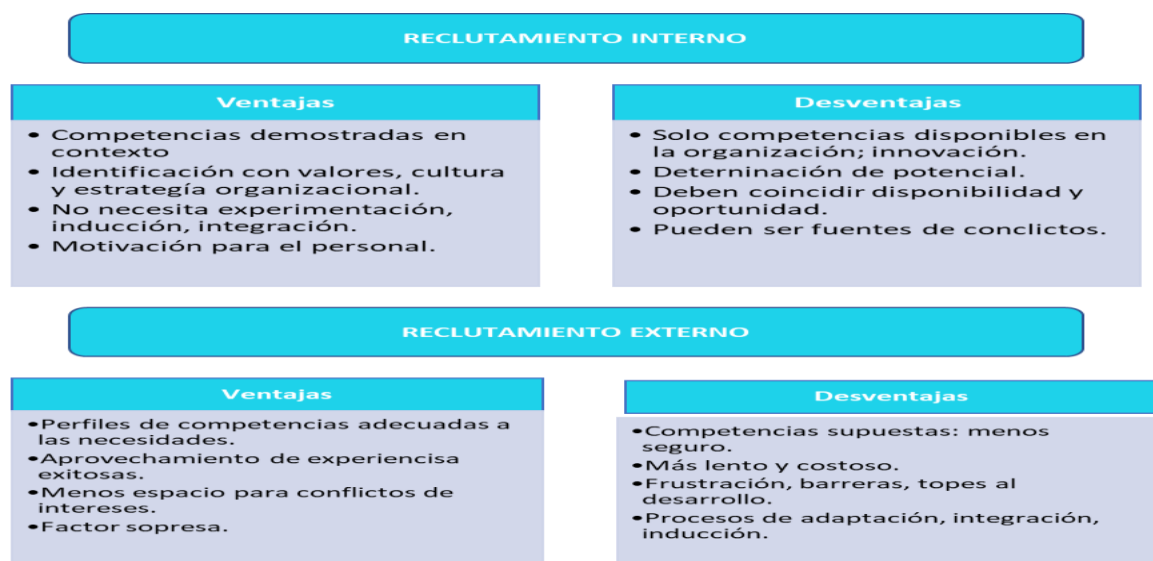 RECLUTAMIENTO INTERNO
Ventajas
• Competencias demostradas en
contexto
• Identificación con valores, cultura
y estrategía organizacional.
• No necesita experimentación,
inducción, integración.
• Motivación para el personal.
Desventajas
• Solo competencias disponibles en
la organización; innovación.
• Deterninación de potencial.
• Deben coincidir disponibilidad y
oportunidad.
• Pueden ser fuentes de conclictos.
RECLUTAMIENTO EXTERNO
Ventajas
•Perfiles de competencias adecuadas a
las necesidades.
•Aprovechamiento de experiencisa
exitosas.
•Menos espacio para conflictos de
intereses.
•Factor sopresa.
Desventajas
•Competencias supuestas: menos
seguro.
•Más lento y costoso.
•Frustración, barreras, topes al
desarrollo.
•Procesos de adaptación, integración,
inducción.